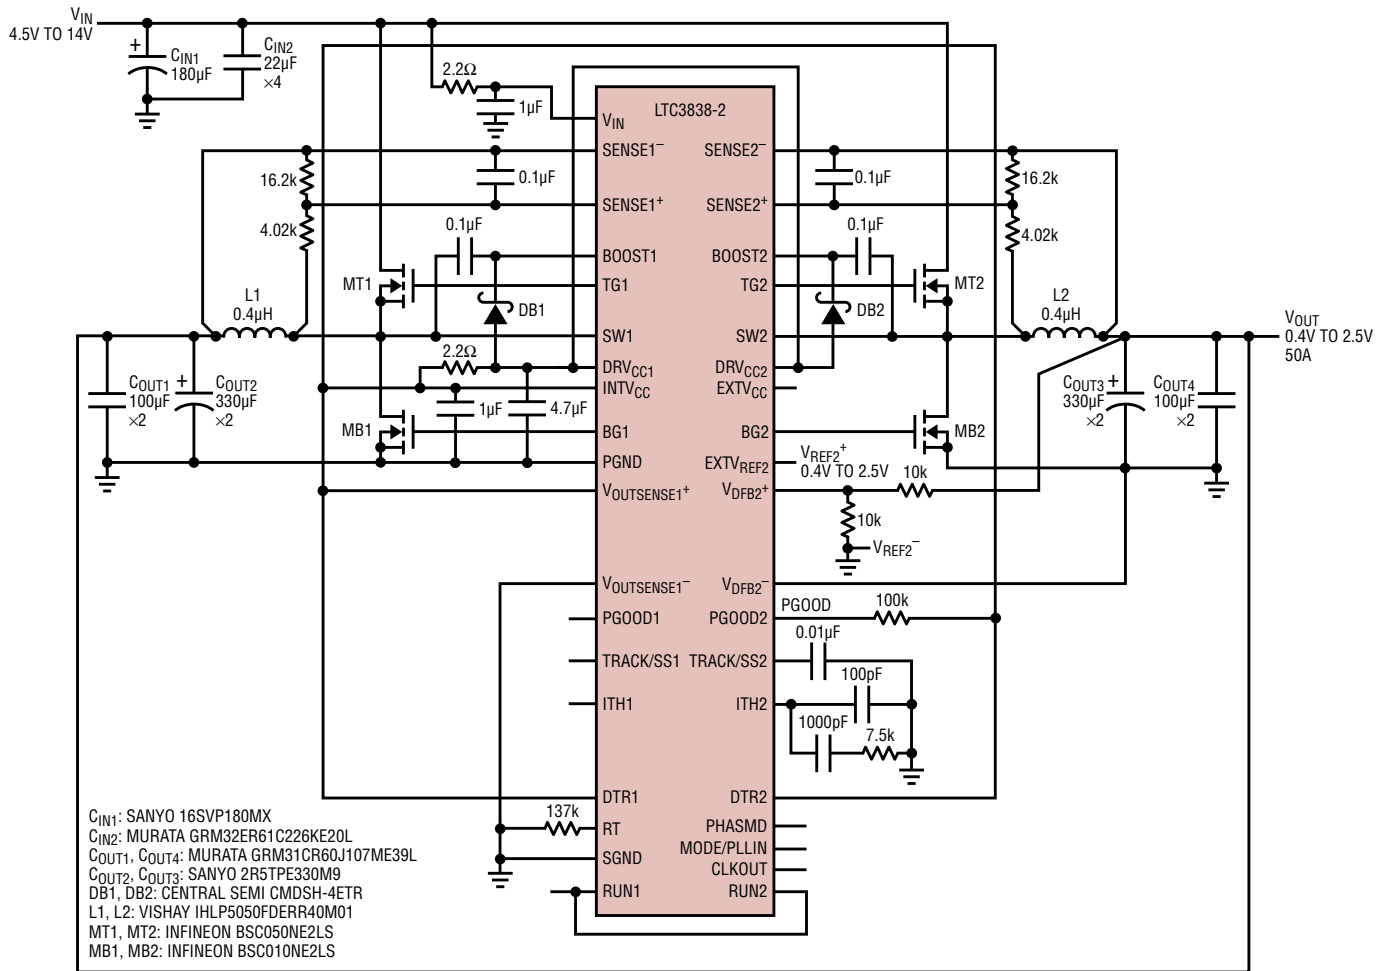 VIN
4.5V TO 14V
+
CIN1
180µF
CIN2
22µF
×4
2.2Ω
1µF
LTC3838-2
VIN
SENSE1–
SENSE2–
16.2k
0.1µF
0.1µF
16.2k
SENSE1+
SENSE2+
4.02k
4.02k
0.1µF
0.1µF
BOOST1
BOOST2
MT1
TG1
TG2
MT2
L1
0.4µH
DB1
DB2
L2
0.4µH
SW1
SW2
VOUT
0.4V TO 2.5V
50A
2.2Ω
DRVCC1
DRVCC2
COUT1
100µF
×2
+
COUT2
330µF
×2
INTVCC
EXTVCC
COUT3
330µF
×2
+
COUT4
100µF
×2
1µF
4.7µF
MB1
BG1
BG2
MB2
PGND
EXTVREF2
VREF2+
0.4V TO 2.5V
VOUTSENSE1+
VDFB2+
10k
10k
VREF2–
VOUTSENSE1–
VDFB2–
PGOOD1
PGOOD2
PGOOD
100k
0.01µF
TRACK/SS1
TRACK/SS2
100pF
ITH1
ITH2
1000pF
7.5k
DTR1
DTR2
137k
RT
PHASMD
MODE/PLLIN
SGND
CLKOUT
RUN1
RUN2
CIN1: SANYO 16SVP180MX
CIN2: MURATA GRM32ER61C226KE20L
COUT1, COUT4: MURATA GRM31CR60J107ME39L
COUT2, COUT3: SANYO 2R5TPE330M9
DB1, DB2: CENTRAL SEMI CMDSH-4ETR
L1, L2: VISHAY IHLP5050FDERR40M01
MT1, MT2: INFINEON BSC050NE2LS
MB1, MB2: INFINEON BSC010NE2LS